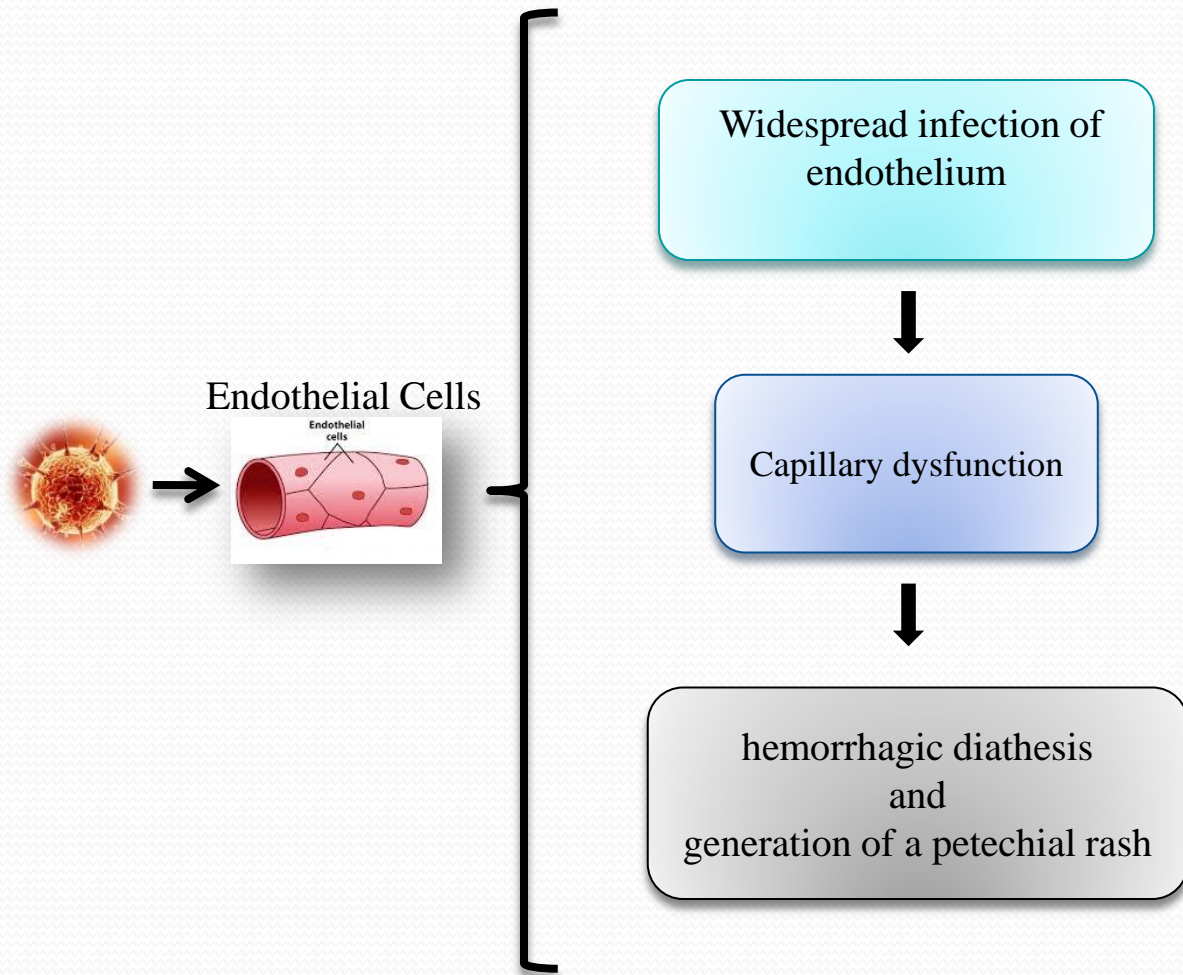 Widespread infection of
endothelium
Endothelial Cells
Endothelial
cells
Capillary dysfunction
hemorrhagic diathesis
and
generation of a petechial rash